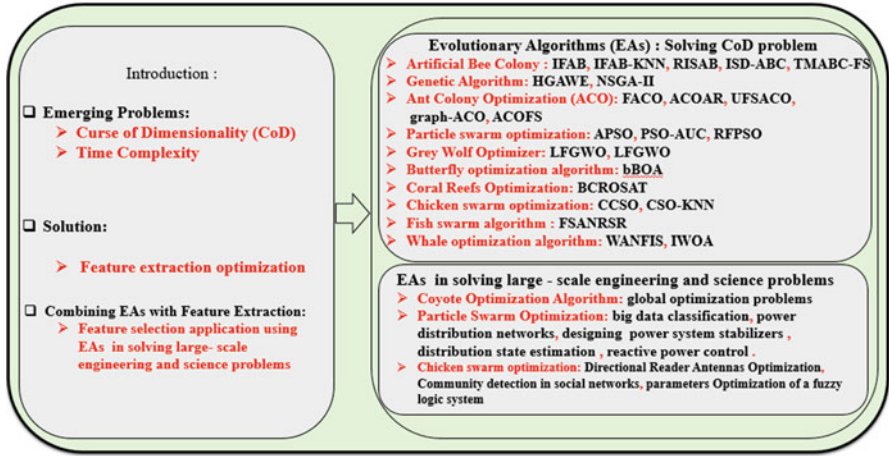 Introduction :
Emerging Problems:
Curse of Dimensionality (CoD)
Time Complexity
Solution:
Feature extraction optimization
Combining EAs with Feature Extraction:
Feature selection application using
EAs in solving large- scale
engineering and science problems
Evolutionary Algorithms (EAs) : Solving CoD problem
Artificial Bee Colony : IFAB, IFAB-KNN, RISAB, ISD-ABC, TMABC-FS
Genetic Algorithm: HGAWE, NSGA-II
Ant Colony Optimization (ACO): FACO, ACOAR, UFSACO,
graph-ACO, ACOFS
Particle swarm optimization: APSO, PSO-AUC, RFPSO
Grey Wolf Optimizer: LFGWO, LFGWO
Butterfly optimization algorithm: bBOA
Coral Reefs Optimization: BCROSAT
Chicken swarm optimization: CCSO, CSO-KNN
Fish swarm algorithm : FSANRSR
Whale optimization algorithm: WANFIS, IWOA
EAs in solving large - scale engineering and science problems
Coyote Optimization Algorithm: global optimization problems
Particle Swarm Optimization: big data classification, power
distribution networks, designing power system stabilizers ,
distribution state estimation , reactive power control .
Chicken swarm optimization: Directional Reader Antennas Optimization,
Community detection in social networks, parameters Optimization of a fuzzy
logic system